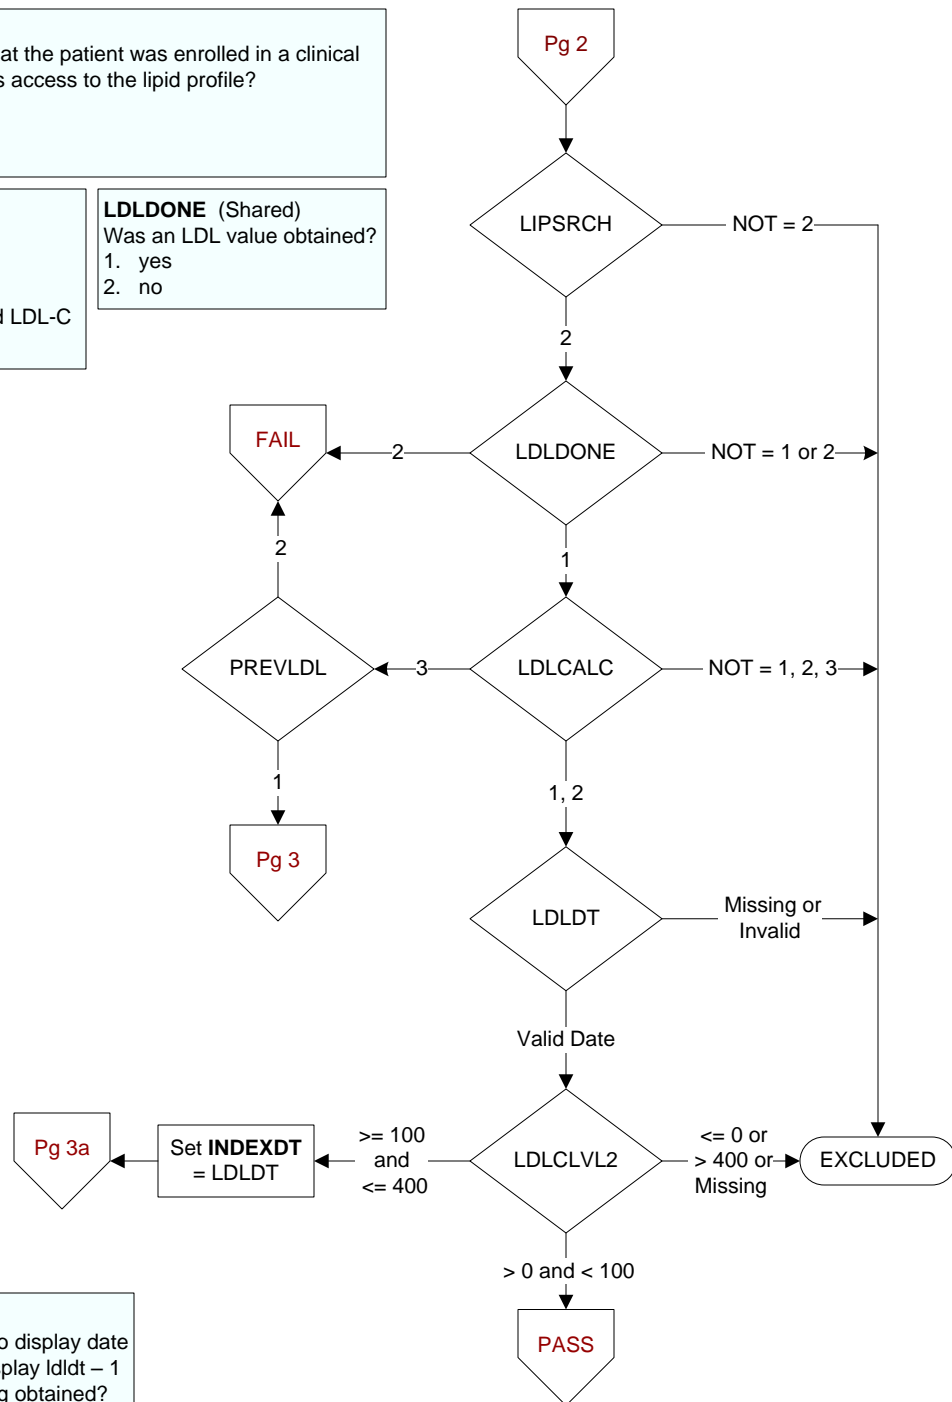 at the patient was enrolled in a clinical
s access to the lipid profile?
LDL-C
LDLDONE (Shared)
Was an LDL value obtained?
1. yes
2. no
Pg 2
LIPSRCH
NOT = 2
2
FAIL
2
LDLDONE
NOT = 1 or 2
2
1
PREVLDL
3
LDLCALC
NOT = 1, 2, 3
1
1, 2
Pg 3
LDLDT
Missing or
Invalid
Valid Date
Pg 3a
Set INDEXDT
= LDLDT
>= 100
and
<= 400
LDLCLVL2
<= 0 or
> 400 or
Missing
EXCLUDED
> 0 and < 100
PASS
o display date
splay ldldt – 1
g obtained?